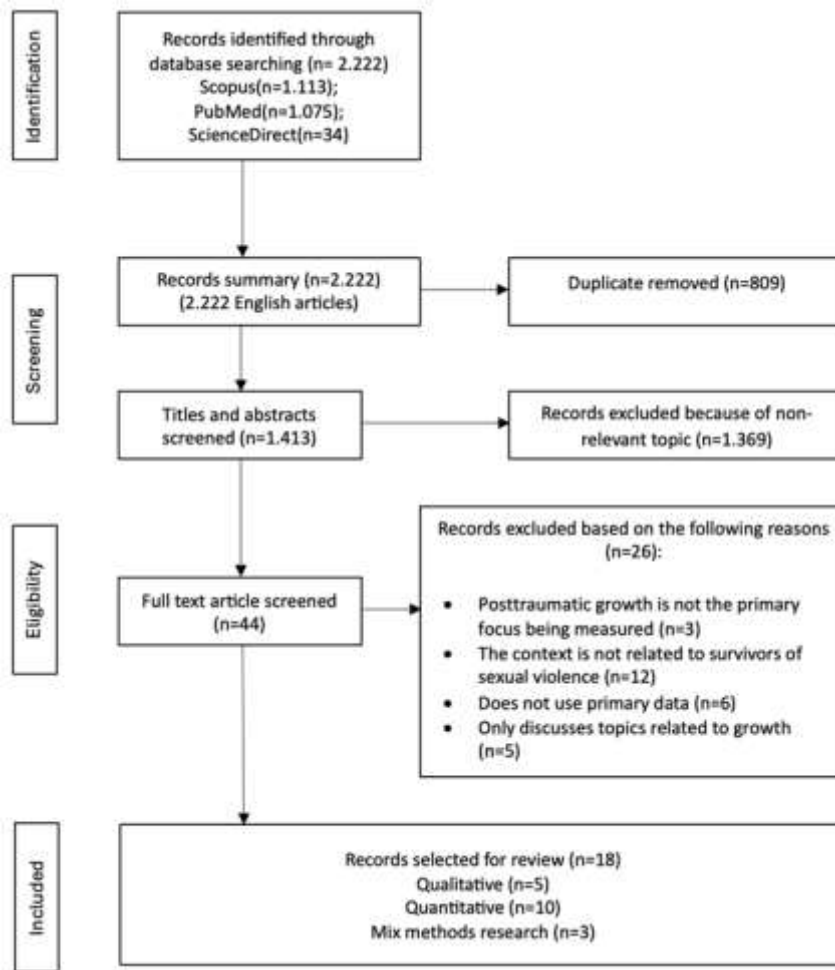 Identification
Records identified through
database searching (n= 2.222)
Scopus(n=1.113);
PubMed(n=1.075);
ScienceDirect(n=34)
Screening
Records summary (n=2.222)
(2.222 English articles)
Duplicate removed (n=809)
Titles and abstracts
screened (n=1.413)
Records excluded because of non-
relevant topic (n=1.369)
Eligibility
Full text article screened
(n=44)
Records excluded based on the following reasons
(n=26):
• Posttraumatic growth is not the primary
focus being measured (n=3)
• The context is not related to survivors of
sexual violence (n=12)
• Does not use primary data (n=6)
• Only discusses topics related to growth
(n=5)
Included
Records selected for review (n=18)
Qualitative (n=5)
Quantitative (n=10)
Mix methods research (n=3)